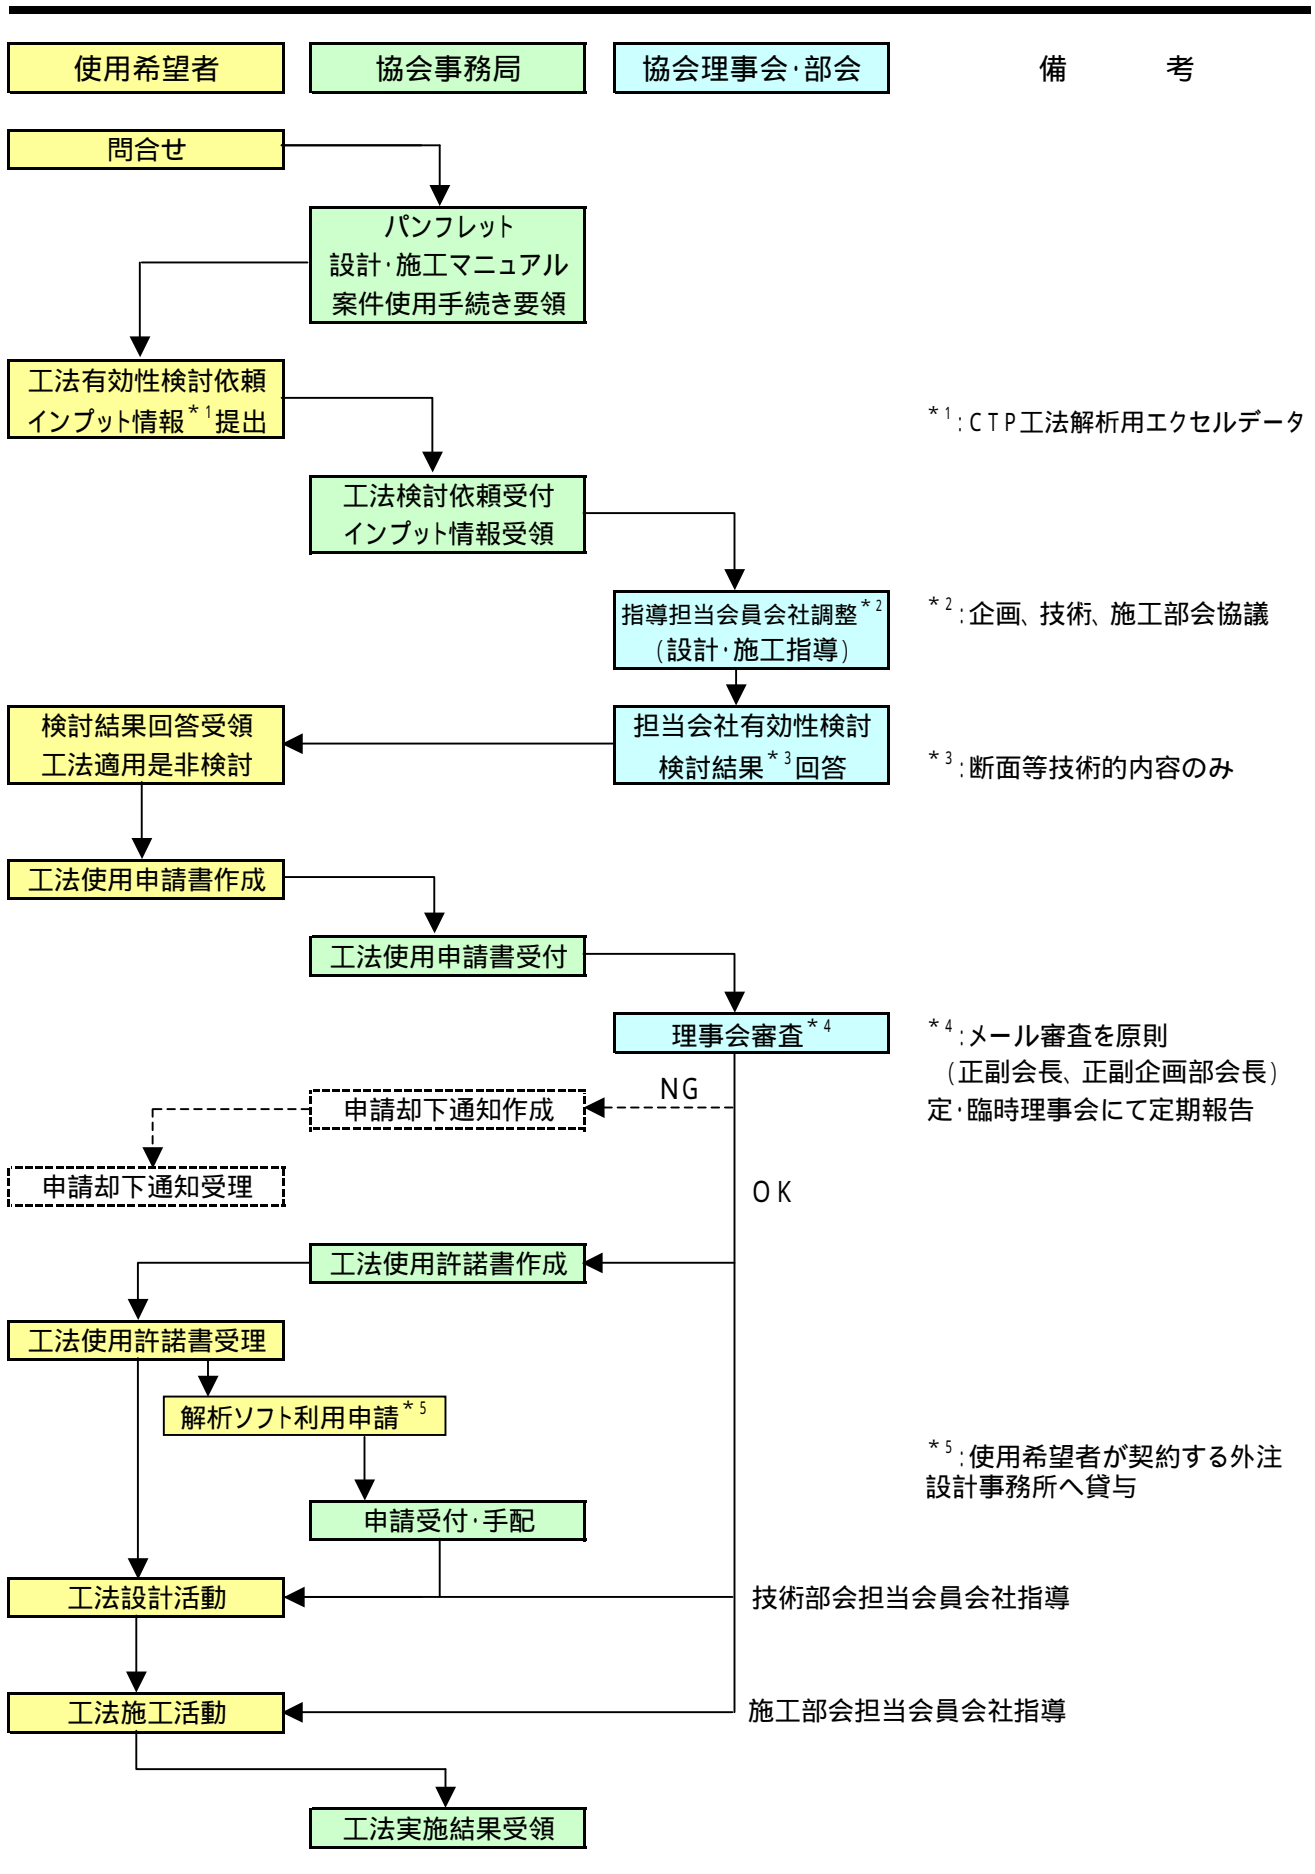 使用希望者
協会事務局
協会理事会・部会
備　考
問合せ
パンフレット
設計・施工マニュアル
案件使用手続き要領
工法有効性検討依頼
インプット情報*1提出
*1:CTP工法解析用エクセルデータ
工法検討依頼受付
インプット情報受領
指導担当会員会社調整*2
(設計・施工指導)
*2:企画、技術、施工部会協議
検討結果回答受領
工法適用是非検討
担当会社有効性検討
検討結果*3回答
*3:断面等技術的内容のみ
工法使用申請書作成
工法使用申請書受付
理事会審査*4
*4:メール審査を原則
(正副会長、正副企画部会長)
定・臨時理事会にて定期報告
NG
申請却下通知作成
申請却下通知受理
OK
工法使用許諾書作成
工法使用許諾書受理
解析ソフト利用申請*5
*5:使用希望者が契約する外注
設計事務所へ貸与
申請受付・手配
工法設計活動
技術部会担当会員会社指導
工法施工活動
施工部会担当会員会社指導
工法実施結果受領